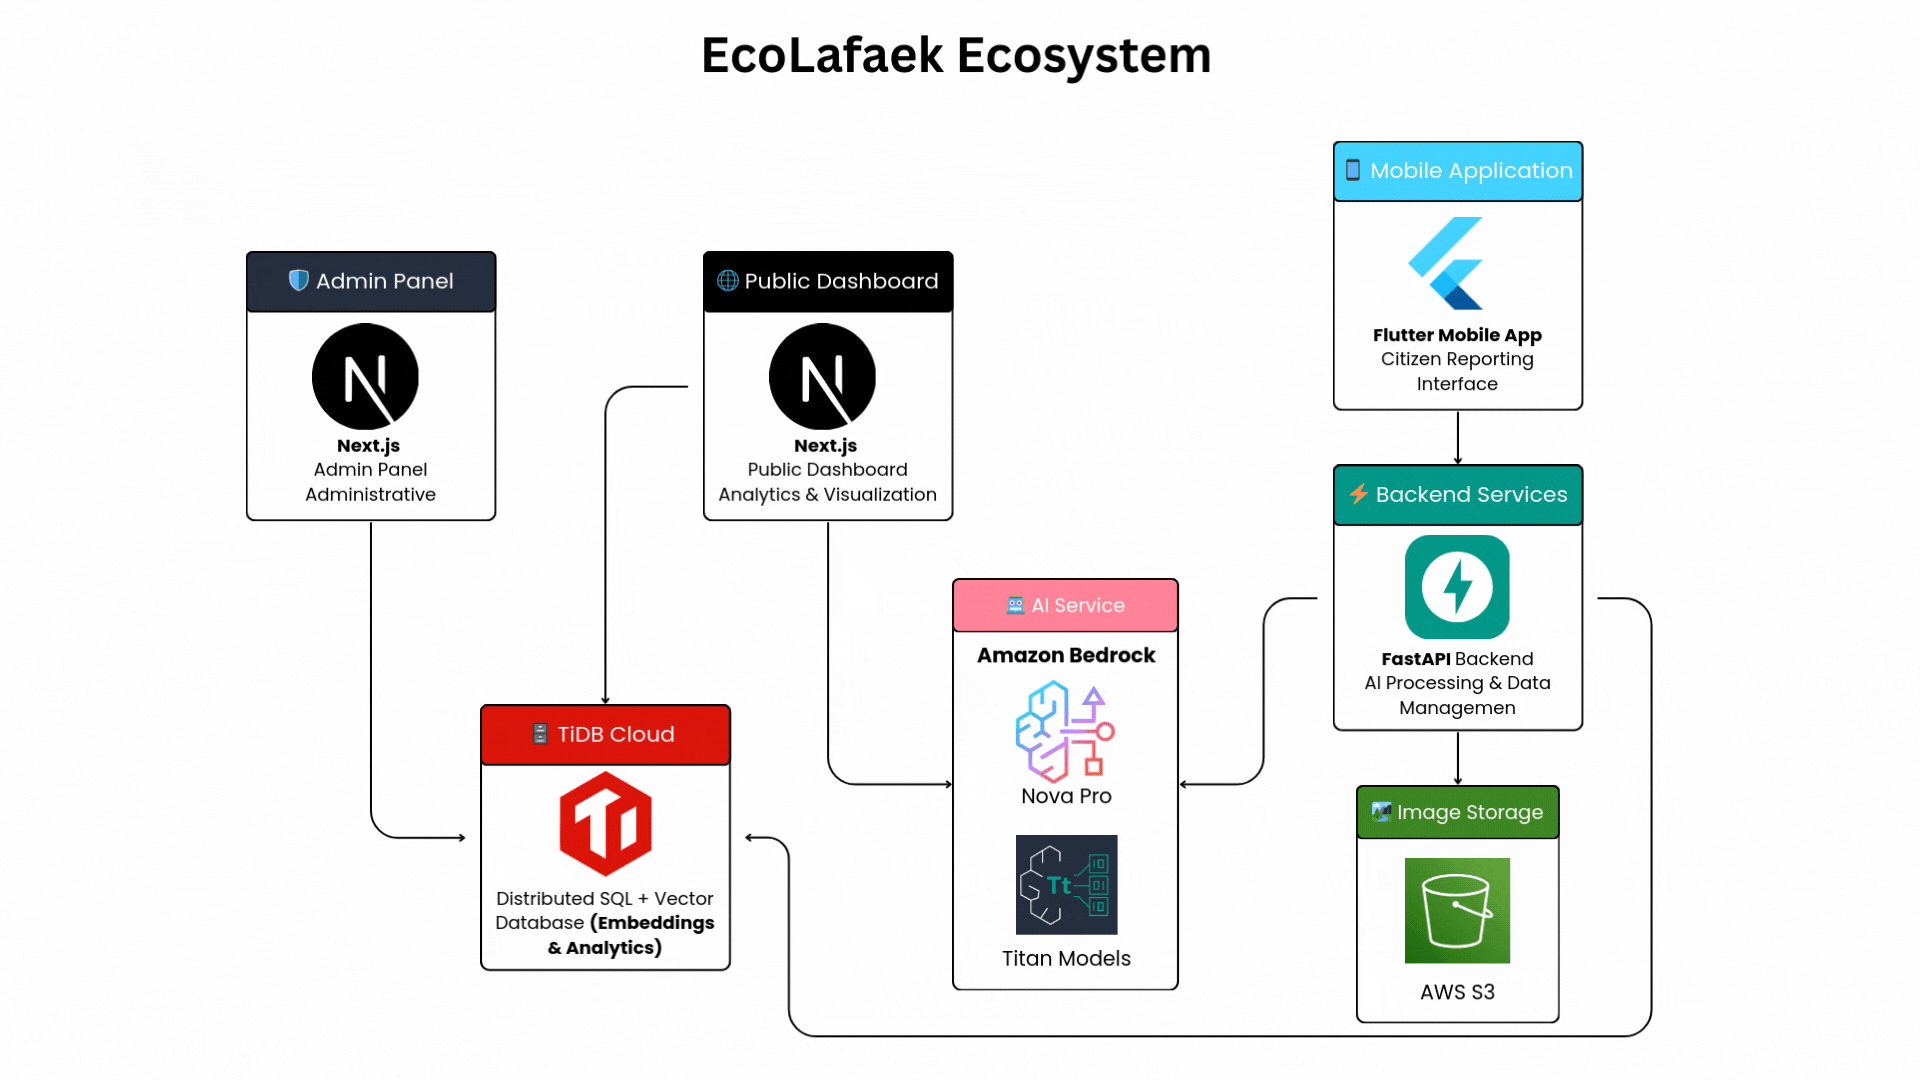 EcoLafaek Ecosystem
Mobile Application
Flutter Mobile App
Citizen Reporting
Interface
Admin Panel
Next.js
Admin Panel
Administrative
Public Dashboard
Next.js
Public Dashboard
Analytics & Visualization
Backend Services
FastAPI Backend
AI Processing & Data
Managemen
AI Service
Amazon Bedrock
Nova Pro
Tt
Titan Models
TiDB Cloud
Distributed SQL + Vector
Database (Embeddings
& Analytics)
Image Storage
AWS S3